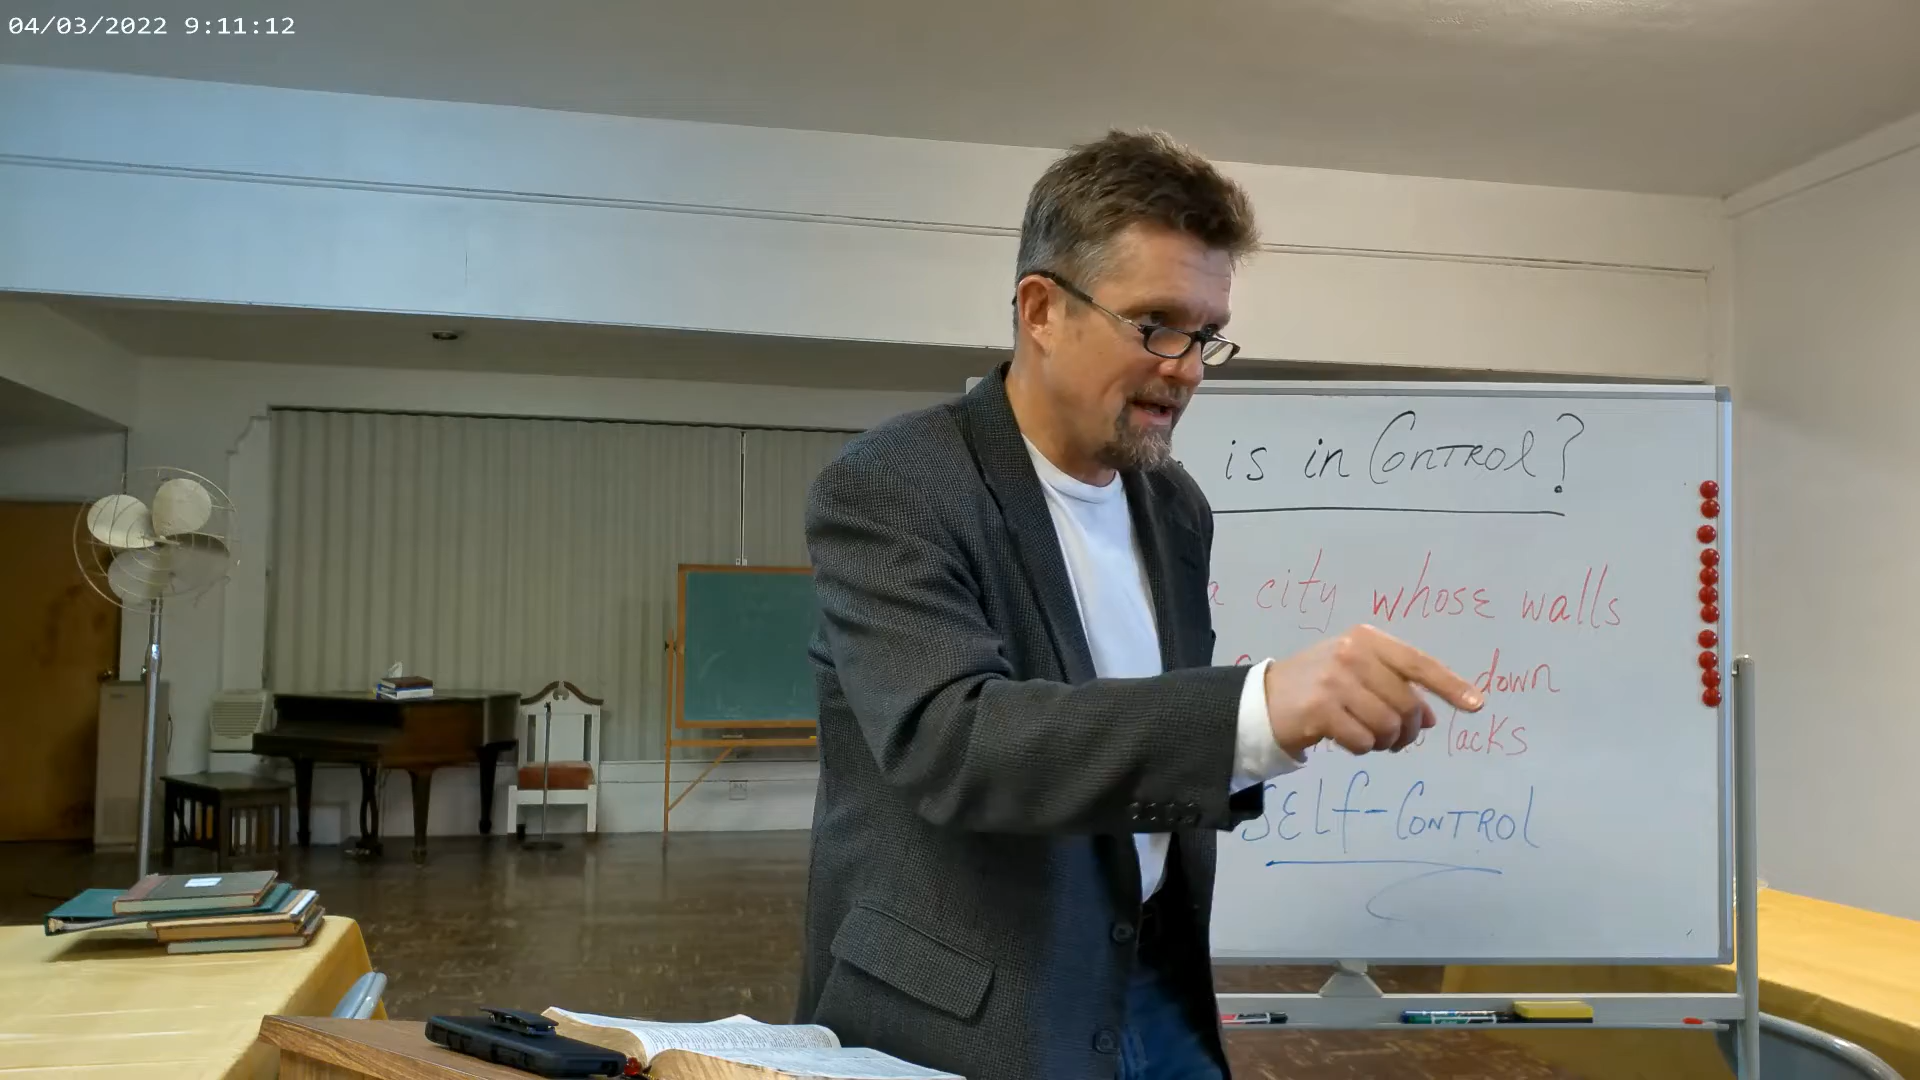 04/03/2022 9:11:12
is in Control?
a city whose walls
down
lacks
Self-Control